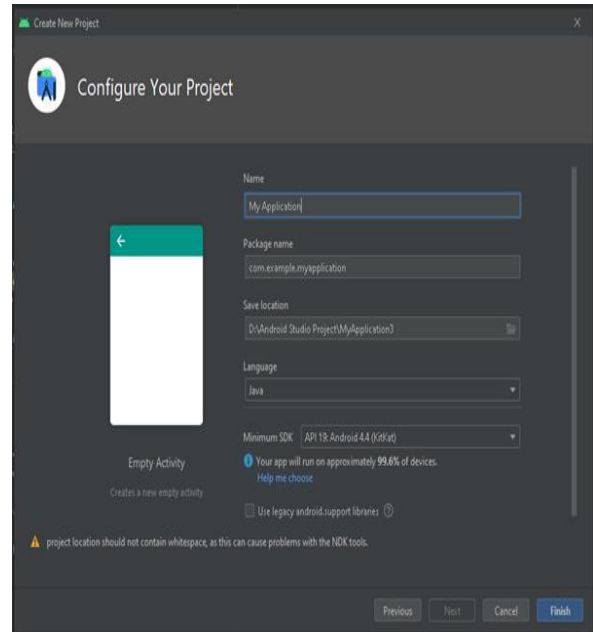 Create New Project
Configure Your Project
Name
My Application
Package name
com.example.myapplication
Save location
D:\Android Studio Project\MyApplication3
Language
Java
Minimum SDK API 19: Android 4.4 (KitKat)
Your app will run on approximately 99.6% of devices.
Help me choose
Empty Activity
Creates a new empty activity
Use legacy android.support libraries
project location should not contain whitespace, as this can cause problems with the NDK tools.
Previous Next Cancel Finish